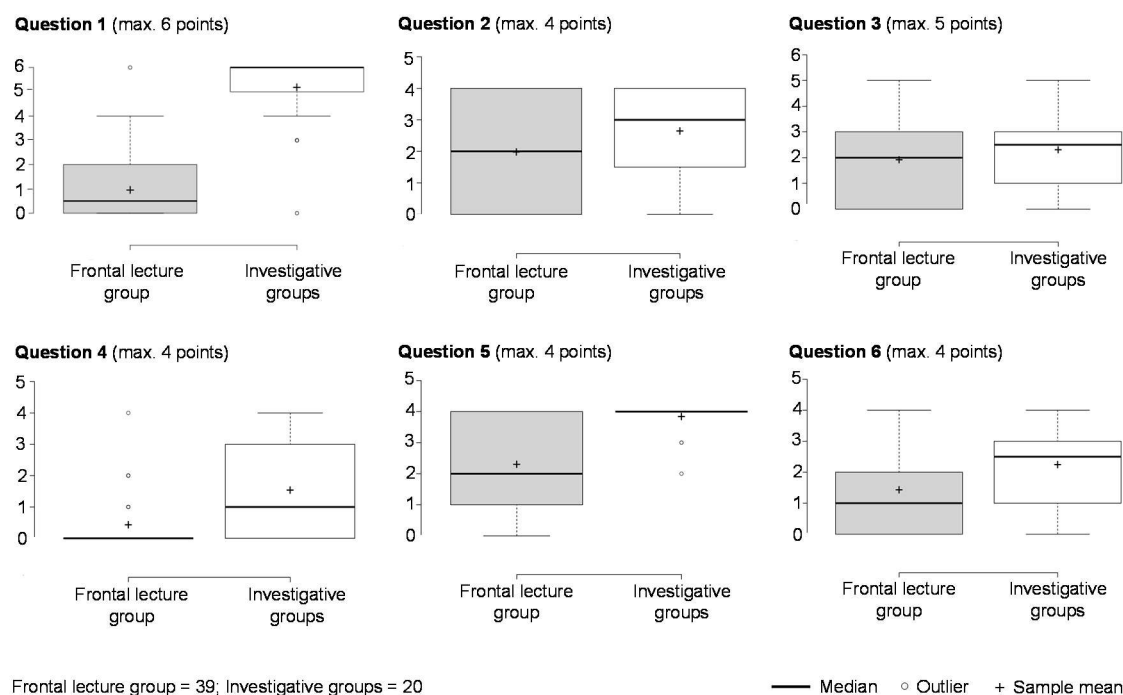 Question 1 (max. 6 points)
6
5
4
3
2
1
0
Frontal lecture
group
Investigative
groups
Question 2 (max. 4 points)
5
4
3
2
1
0
Frontal lecture
group
Investigative
groups
Question 3 (max. 5 points)
6
5
4
3
2
1
0
Frontal lecture
group
Investigative
groups
Question 4 (max. 4 points)
5
4
3
2
1
0
Frontal lecture
group
Investigative
groups
Question 5 (max. 4 points)
5
4
3
2
1
0
Frontal lecture
group
Investigative
groups
Question 6 (max. 4 points)
5
4
3
2
1
0
Frontal lecture
group
Investigative
groups
Frontal lecture group = 39; Investigative groups = 20
Median Outlier + Sample mean